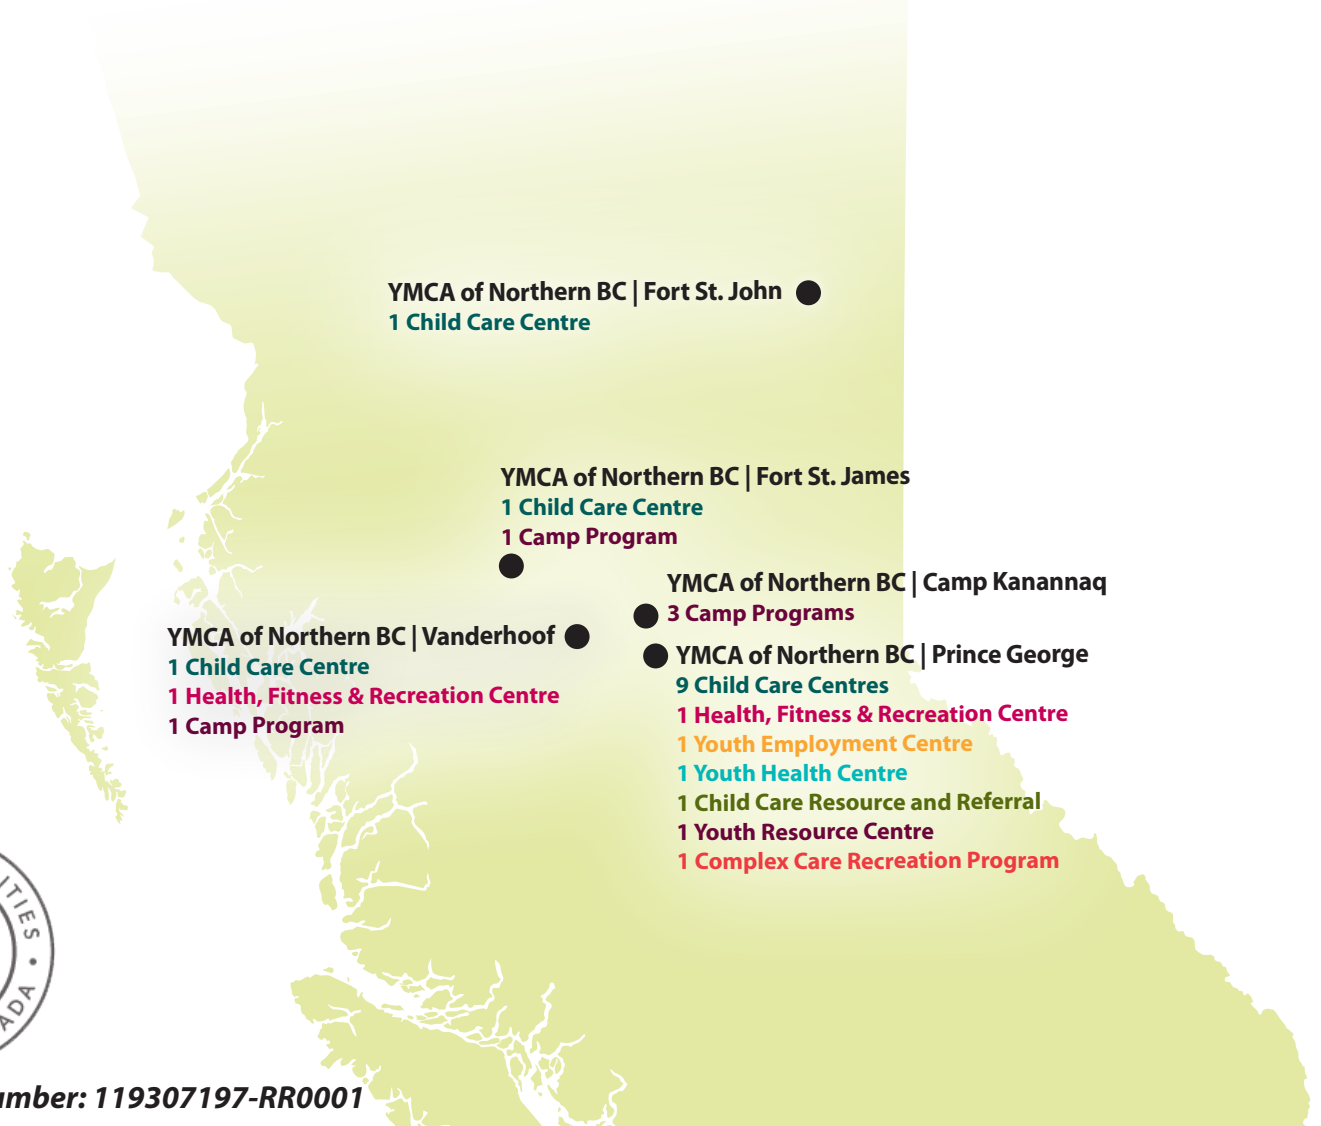 YMCA of Northern BC | Fort St. John
1 Child Care Centre
YMCA of Northern BC | Fort St. James
1 Child Care Centre
1 Camp Program
YMCA of Northern BC | Camp Kanannaq
3 Camp Programs
YMCA of Northern BC | Vanderhoof
1 Child Care Centre
1 Health, Fitness & Recreation Centre
1 Camp Program
YMCA of Northern BC | Prince George
9 Child Care Centres
1 Health, Fitness & Recreation Centre
1 Youth Employment Centre
1 Youth Health Centre
1 Child Care Resource and Referral
1 Youth Resource Centre
1 Complex Care Recreation Program
ITIES •
ADA
umber: 119307197-RR0001